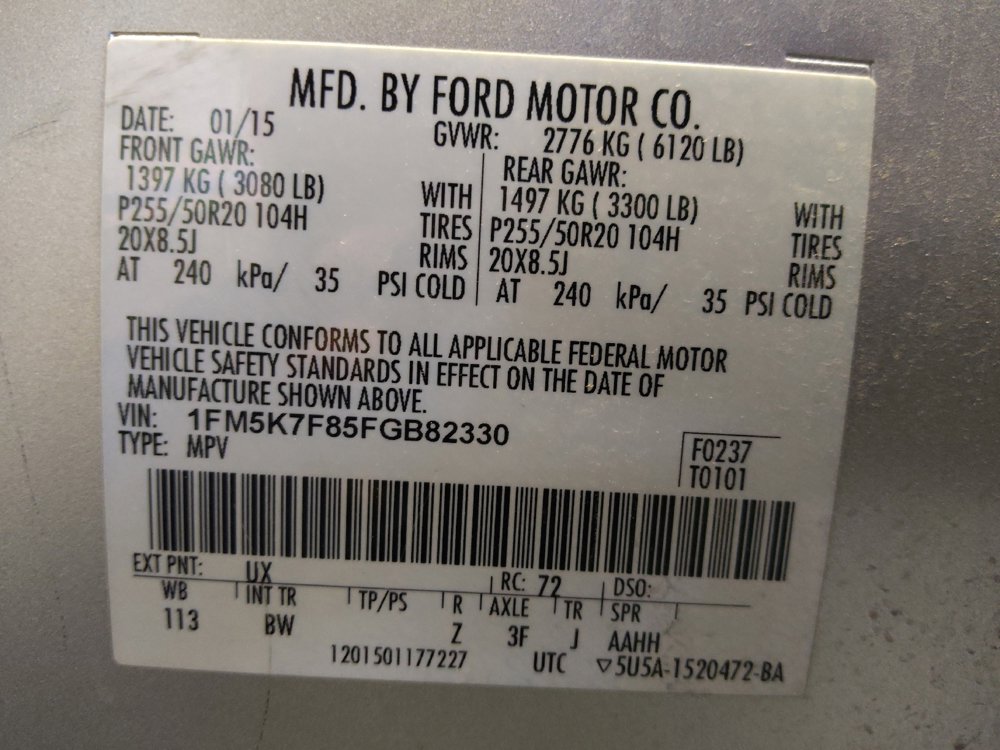 MFD. BY FORD MOTOR CO.
DATE: 01/15 GVWR: 2776 KG ( 6120 LB)
FRONT GAWR: REAR GAWR:
1397 KG ( 3080 LB) WITH 1497 KG ( 3300 LB) WITH
P255/50R20 104H TIRES P255/50R20 104H TIRES
20X8.5J RIMS 20X8.5J RIMS
AT 240 kPa/ 35 PSI COLD AT 240 kPa/ 35 PSI COLD
THIS VEHICLE CONFORMS TO ALL APPLICABLE FEDERAL MOTOR
VEHICLE SAFETY STANDARDS IN EFFECT ON THE DATE OF
MANUFACTURE SHOWN ABOVE.
VIN: 1FM5K7F85FGB82330
TYPE: MPV
F0237
T0101
EXT PNT: UX RC: 72 DSO:
WB INT TR TP/PS R AXLE TR SPR
113 BW Z 3F J AAHH
1201501177227 UTC ▽5U5A-1520472-BA